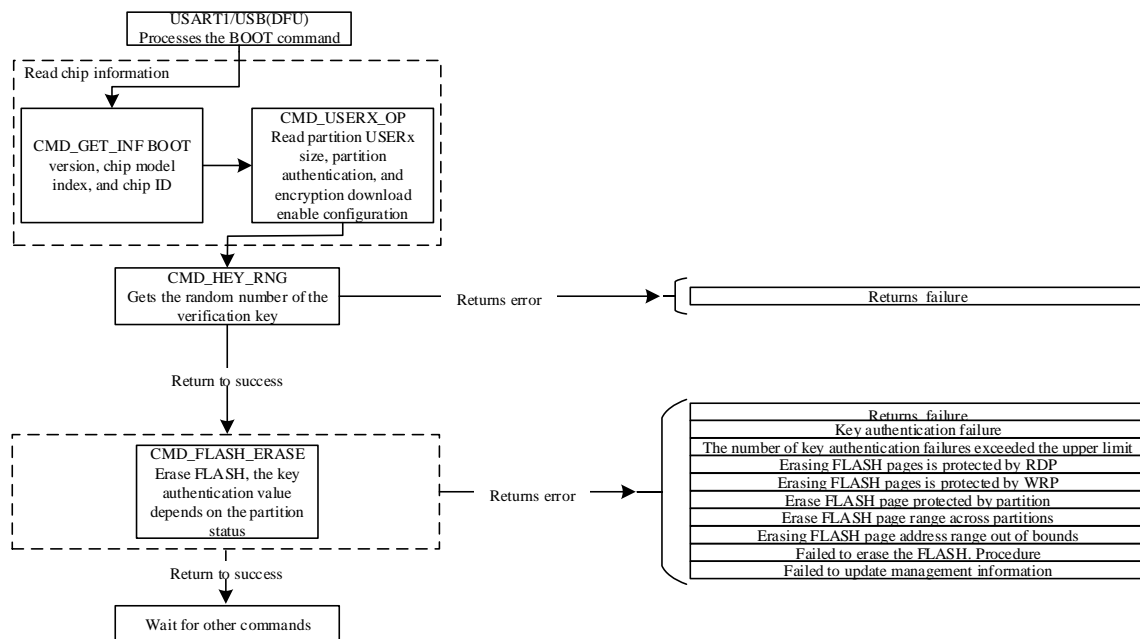 USART1/USB(DFU)
Processes the BOOT command
Read chip information
CMD_GET_INF BOOT
version, chip model
index, and chip ID
CMD_USERX_OP
Read partition USERx
size, partition
authentication, and
encryption download
enable configuration
CMD_HEY_RNG
Gets the random number of the
verification key
Returns error
Returns failure
Return to success
CMD_FLASH_ERASE
Erase FLASH, the key
authentication value
depends on the partition
status
Returns error
Returns failure
Key authentication failure
The number of key authentication failures exceeded the upper limit
Erasing FLASH pages is protected by RDP
Erasing FLASH pages is protected by WRP
Erase FLASH page protected by partition
Erase FLASH page range across partitions
Erasing FLASH page address range out of bounds
Failed to erase the FLASH. Procedure
Failed to update management information
Return to success
Wait for other commands